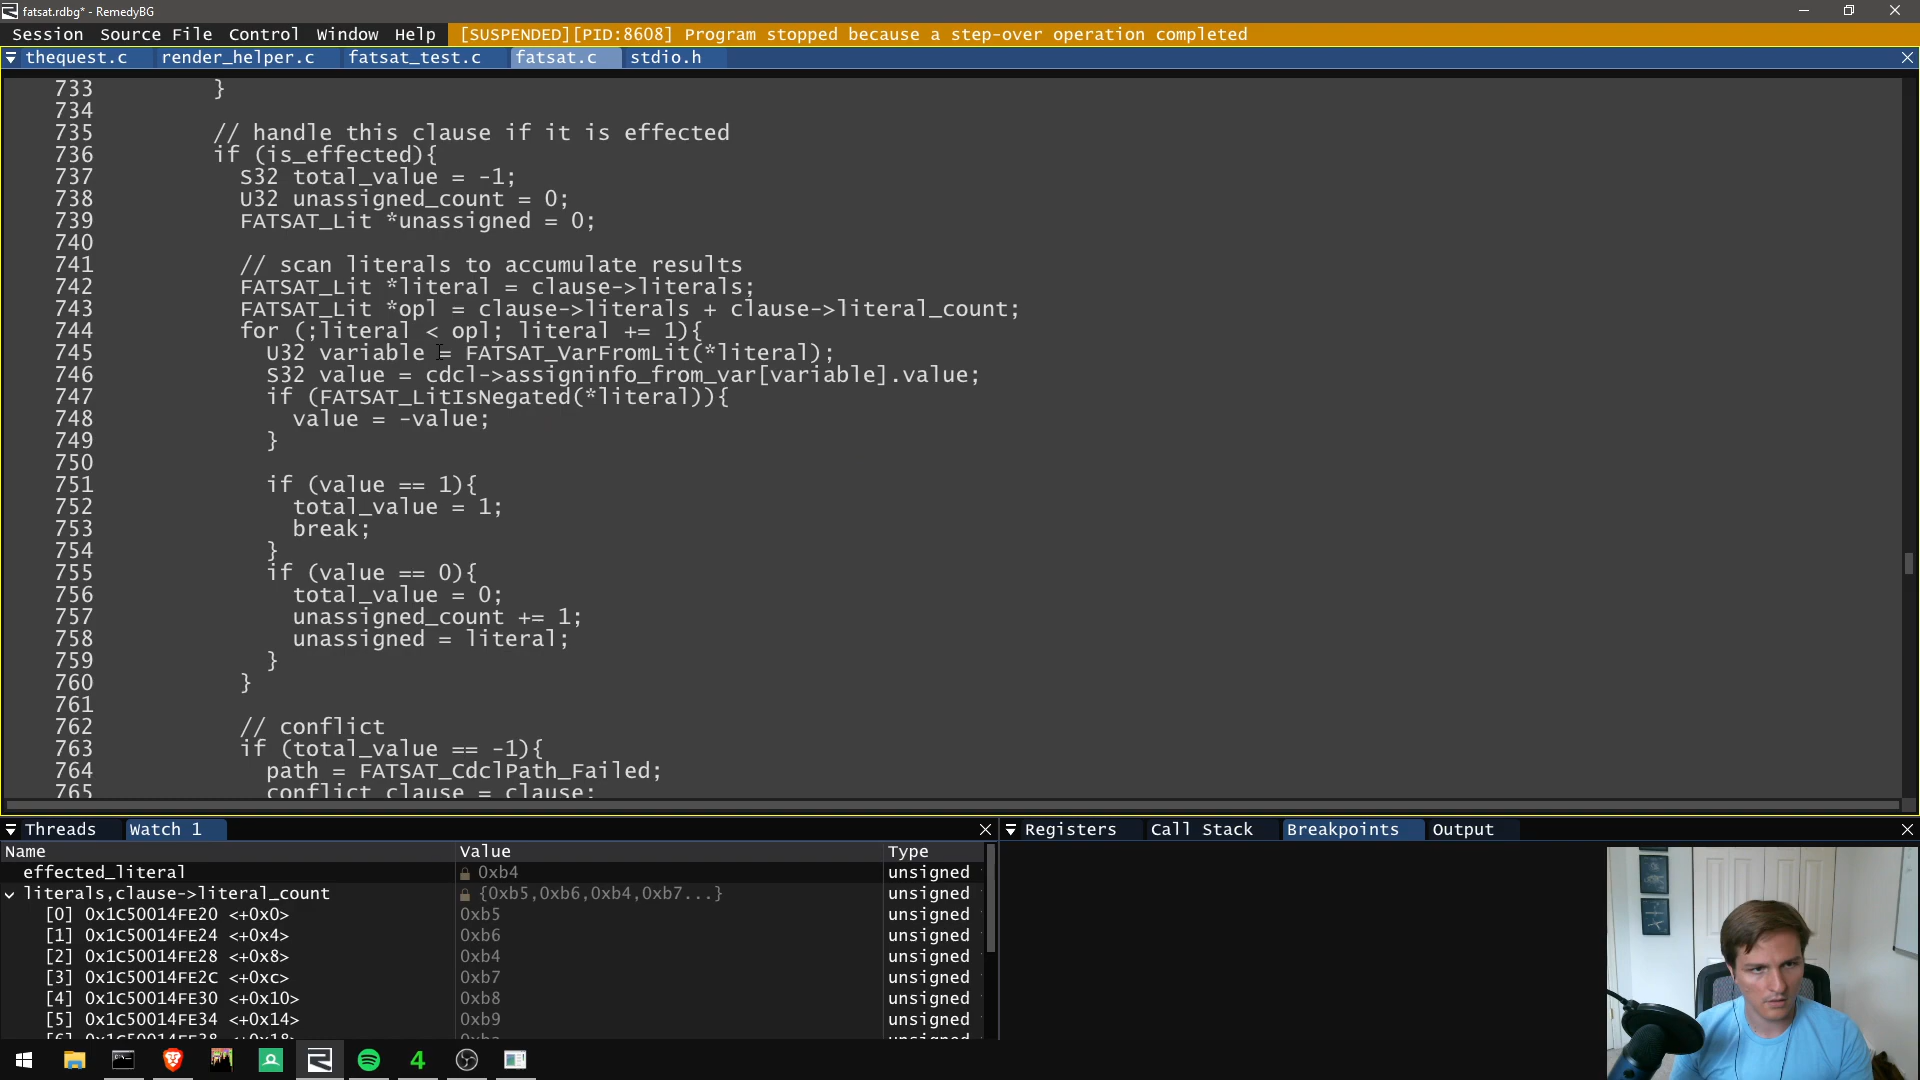 fatsat.rdbg* - RemedyBG
Session Source File Control Window Help [SUSPENDED][PID:8608] Program stopped because a step-over operation completed
thequest.c render_helper.c fatsat_test.c fatsat.c stdio.h
733 }
734
735 // handle this clause if it is effected
736 if (is_effected){
737 S32 total_value = -1;
738 U32 unassigned_count = 0;
739 FATSAT_Lit *unassigned = 0;
740
741 // scan literals to accumulate results
742 FATSAT_Lit *literal = clause->literals;
743 FATSAT_Lit *opl = clause->literals + clause->literal_count;
744 for (;literal < opl; literal += 1){
745 U32 variable = FATSAT_VarFromLit(*literal);
746 S32 value = cdcl->assigninfo_from_var[variable].value;
747 if (FATSAT_LitIsNegated(*literal)){
748 value = -value;
749 }
750
751 if (value == 1){
752 total_value = 1;
753 break;
754 }
755 if (value == 0){
756 total_value = 0;
757 unassigned_count += 1;
758 unassigned = literal;
759 }
760 }
761
762 // conflict
763 if (total_value == -1){
764 path = FATSAT_CdclPath_Failed;
765 conflict_clause = clause;
Threads Watch 1
Registers Call Stack Breakpoints Output
Name Value Type
effected_literal 0xb4 unsigned
literals,clause->literal_count {0xb5,0xb6,0xb4,0xb7...} unsigned
[0] 0x1C50014FE20 <+0x0> 0xb5 unsigned
[1] 0x1C50014FE24 <+0x4> 0xb6 unsigned
[2] 0x1C50014FE28 <+0x8> 0xb4 unsigned
[3] 0x1C50014FE2C <+0xc> 0xb7 unsigned
[4] 0x1C50014FE30 <+0x10> 0xb8 unsigned
[5] 0x1C50014FE34 <+0x14> 0xb9 unsigned
4